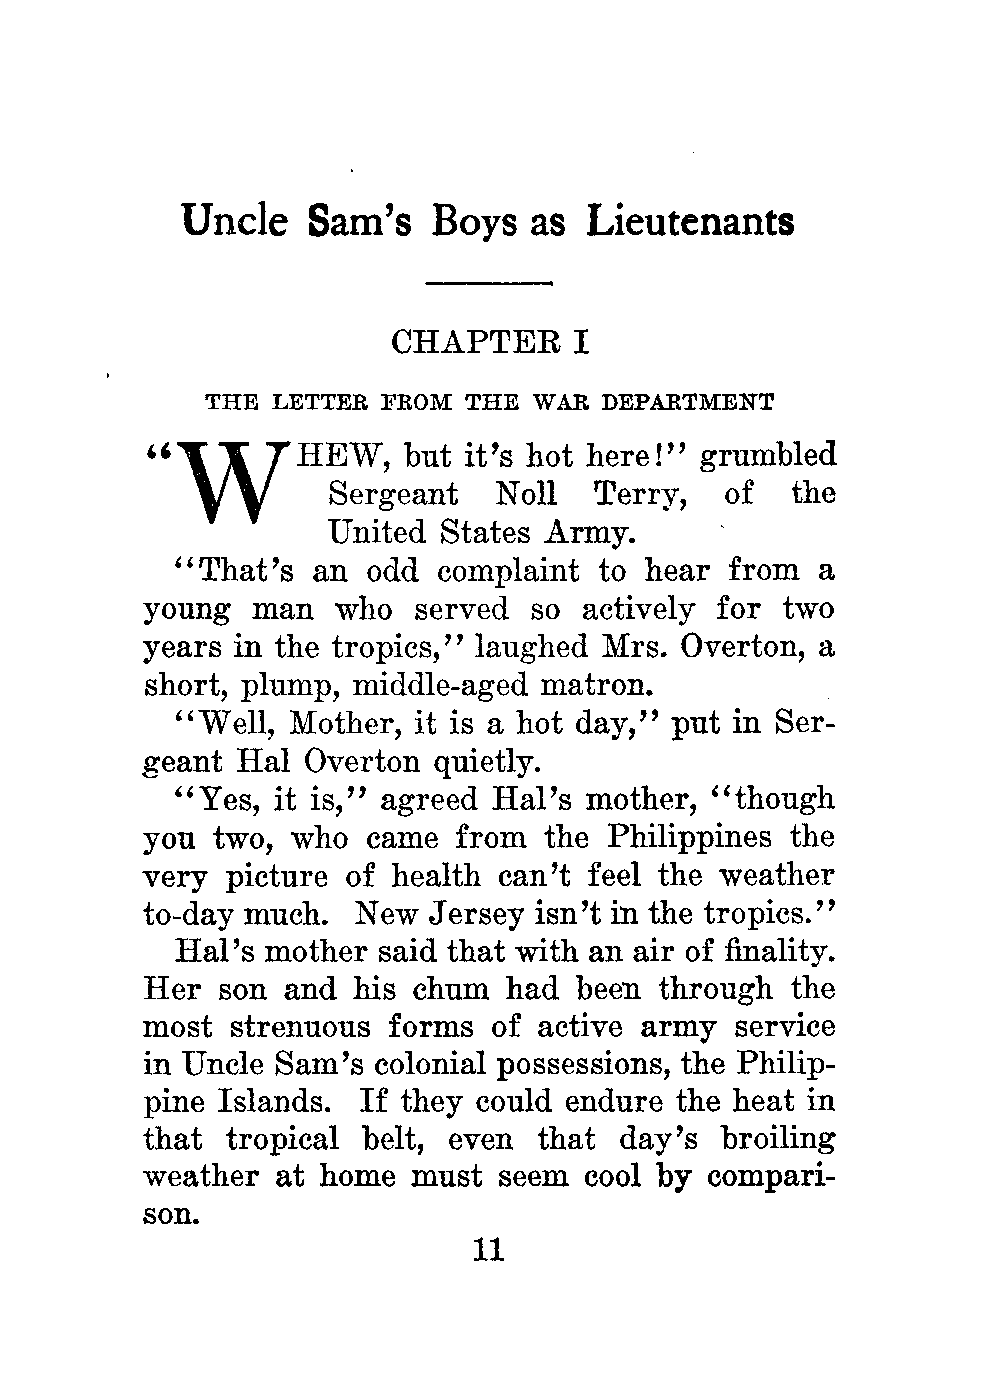 Uncle Sam's Boys as Lieutenants
CHAPTER I
THE LETTER FROM THE WAR DEPARTMENT
"WHEW, but it's hot here!" grumbled
Sergeant Noll Terry, of the
United States Army.
"That's an odd complaint to hear from a
young man who served so actively for two
years in the tropics," laughed Mrs. Overton, a
short, plump, middle-aged matron.
"Well, Mother, it is a hot day," put in Ser-
geant Hal Overton quietly.
"Yes, it is," agreed Hal's mother, "though
you two, who came from the Philippines the
very picture of health can't feel the weather
to-day much. New Jersey isn't in the tropics."
Hal's mother said that with an air of finality.
Her son and his chum had been through the
most strenuous forms of active army service
in Uncle Sam's colonial possessions, the Philip-
pine Islands. If they could endure the heat in
that tropical belt, even that day's broiling
weather at home must seem cool by compari-
son.
11